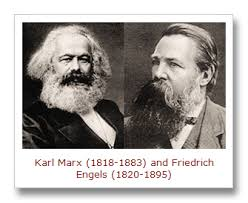 Karl Marx (1818-1883) and Friedrich
Engels (1820-1895)